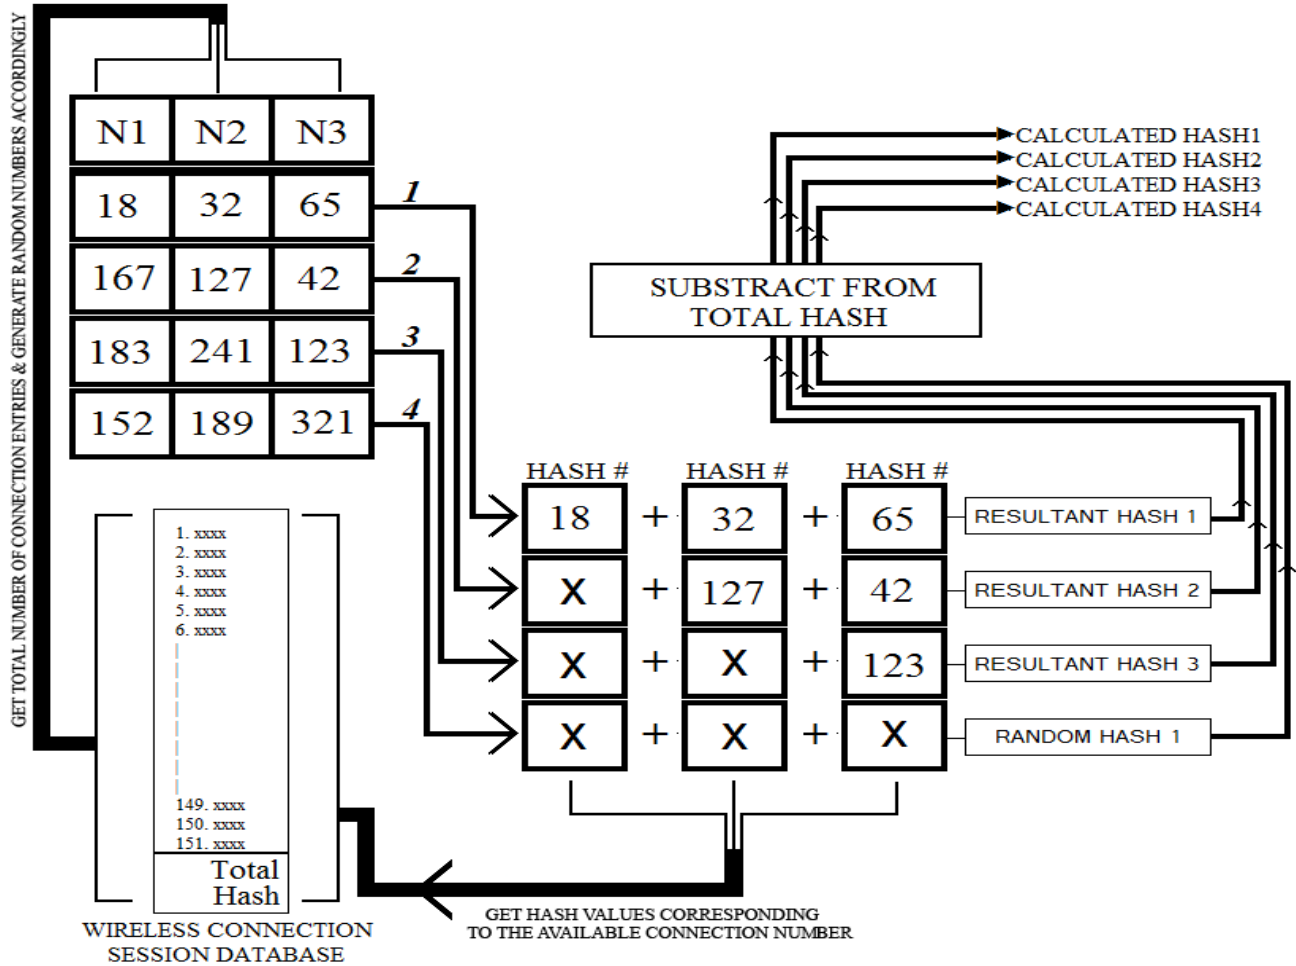 GET TOTAL NUMBER OF CONNECTION ENTRIES & GENERATE RANDOM NUMBERS ACCORDINGLY
N1 N2 N3
18 32 65
167 127 42
183 241 123
152 189 321
1
2
3
4
CALCULATED HASH1
CALCULATED HASH2
CALCULATED HASH3
CALCULATED HASH4
SUBSTRACT FROM
TOTAL HASH
HASH # HASH # HASH #
18 + 32 + 65 RESULTANT HASH 1
X + 127 + 42 RESULTANT HASH 2
X + X + 123 RESULTANT HASH 3
X + X + X RANDOM HASH 1
1. xxxx
2. xxxx
3. xxxx
4. xxxx
5. xxxx
6. xxxx
149. xxxx
150. xxxx
151. xxxx
Total
Hash
WIRELESS CONNECTION
SESSION DATABASE
GET HASH VALUES CORRESPONDING
TO THE AVAILABLE CONNECTION NUMBER